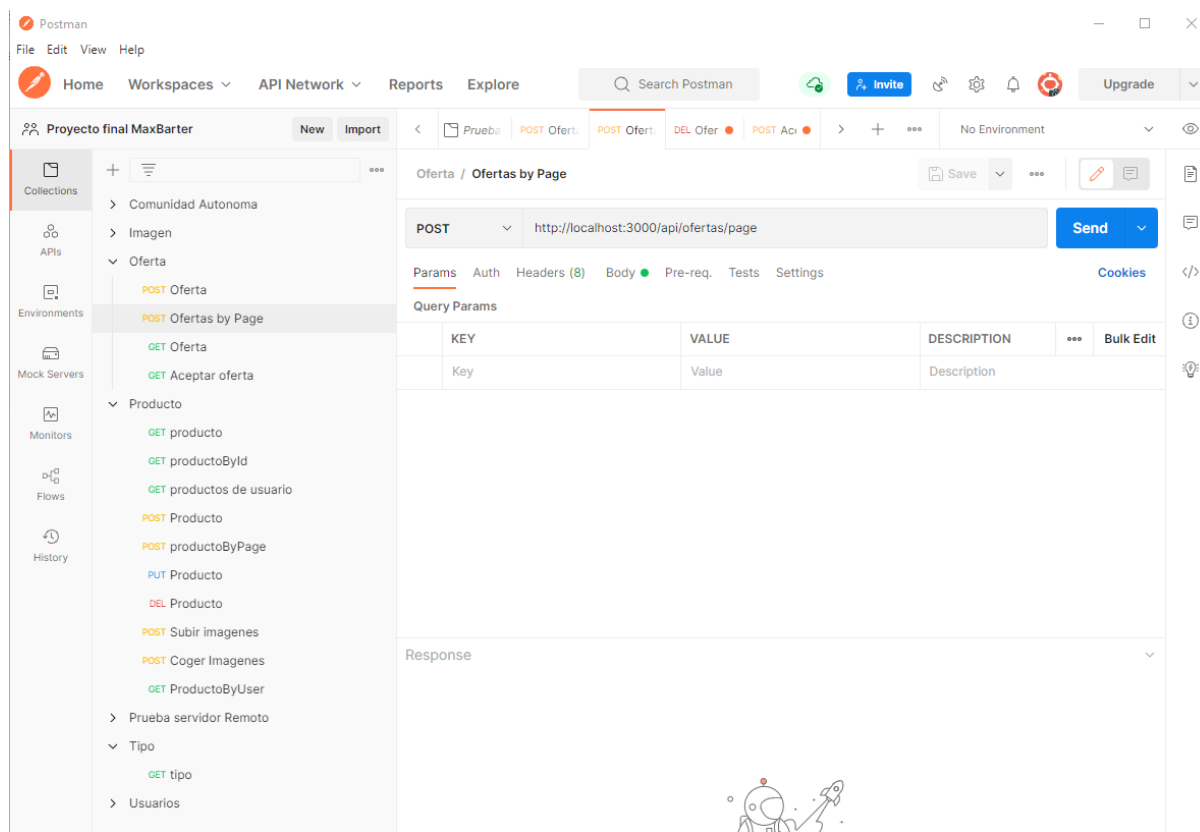 Postman
File Edit View Help
Home Workspaces API Network Reports Explore Search Postman Invite Upgrade
Proyecto final MaxBarter New Import
Prueba POST Ofert POST Ofert DEL Ofer POST Ace No Environment
Collections
APIs
Environments
Mock Servers
Monitors
Flows
History
Comunidad Autonoma
Imagen
Oferta
POST Oferta
POST Ofertas by Page
GET Oferta
GET Aceptar oferta
Producto
GET producto
GET productoById
GET productos de usuario
POST Producto
POST productoByPage
PUT Producto
DEL Producto
POST Subir imagenes
POST Coger Imagenes
GET ProductoByUser
Prueba servidor Remoto
Tipo
GET tipo
Usuarios
Oferta / Ofertas by Page Save
POST http://localhost:3000/api/ofertas/page Send
Params Auth Headers (8) Body Pre-req. Tests Settings Cookies
Query Params
KEY VALUE DESCRIPTION Bulk Edit
Key Value Description
Response